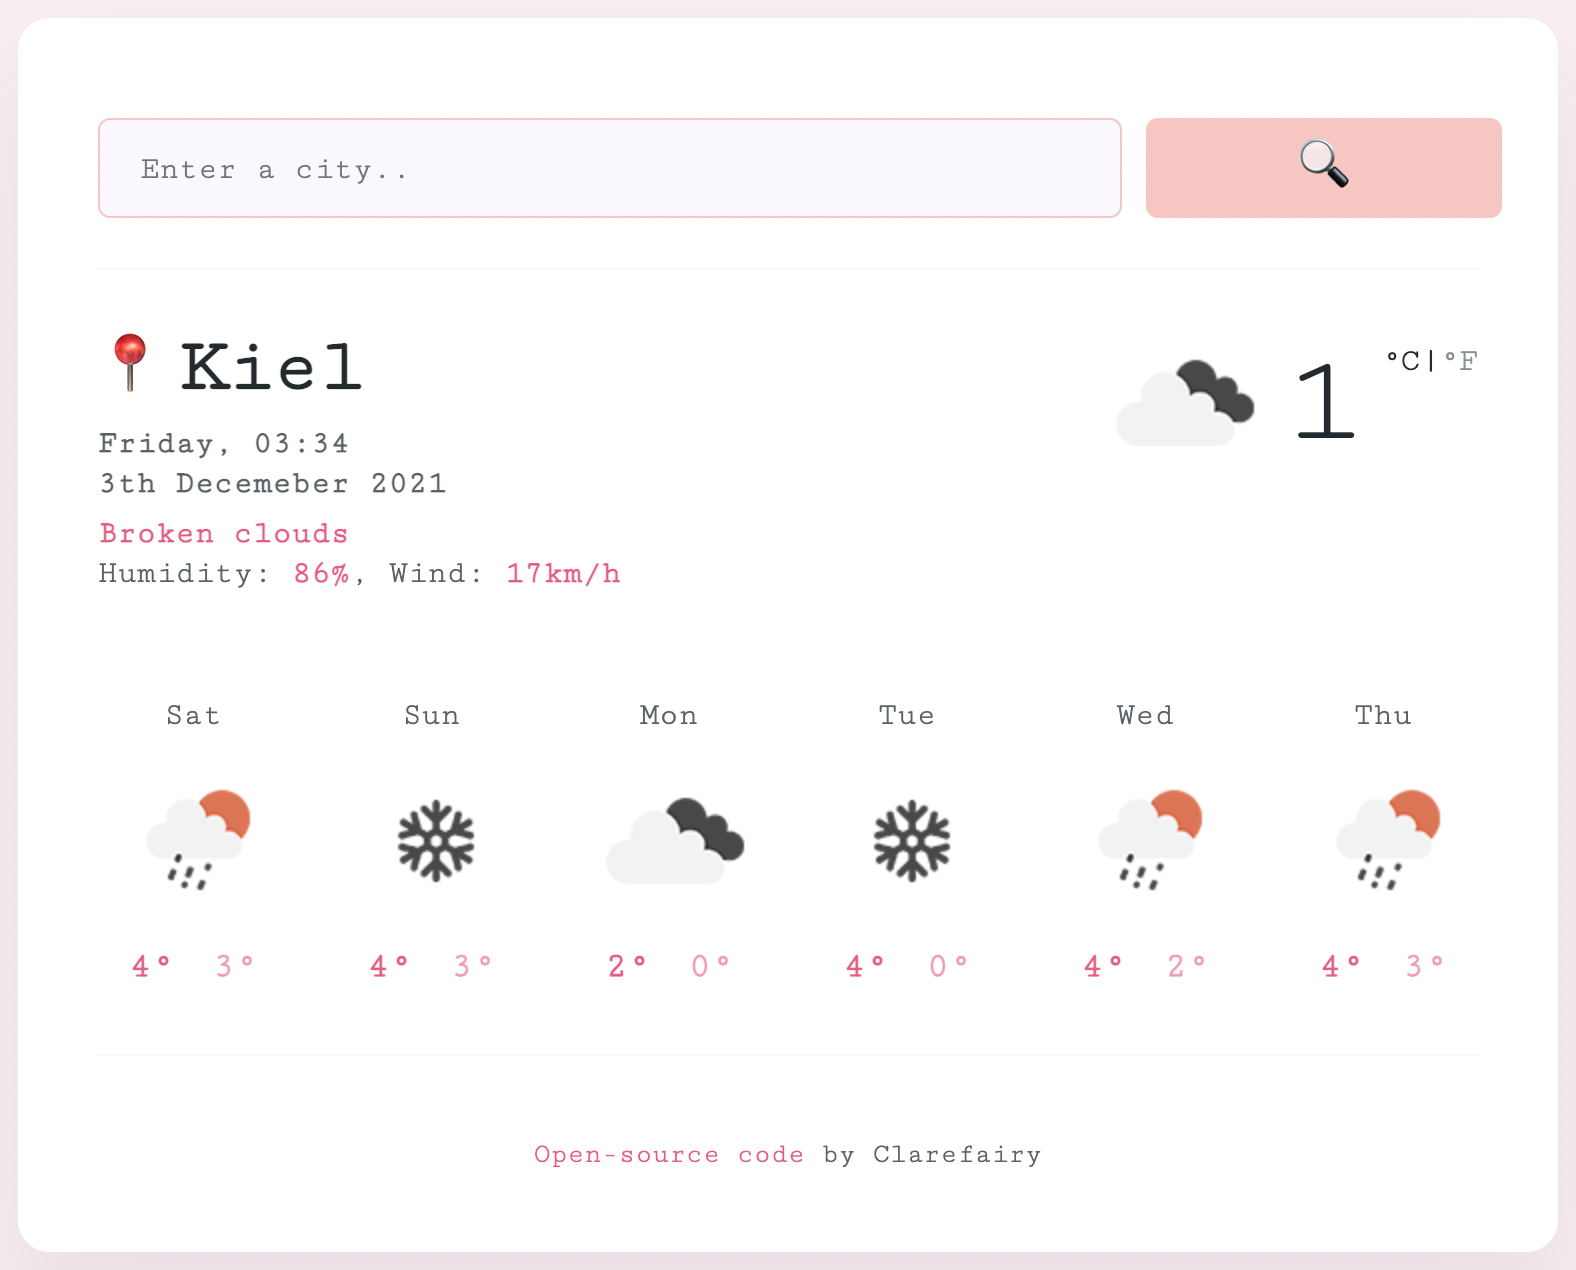 Enter a city..
Kiel
1 °C|°F
Friday, 03:34
3th Decemeber 2021
Broken clouds
Humidity: 86%, Wind: 17km/h
Sat Sun Mon Tue Wed Thu
4° 3° 4° 3° 2° 0° 4° 0° 4° 2° 4° 3°
Open-source code by Clarefairy